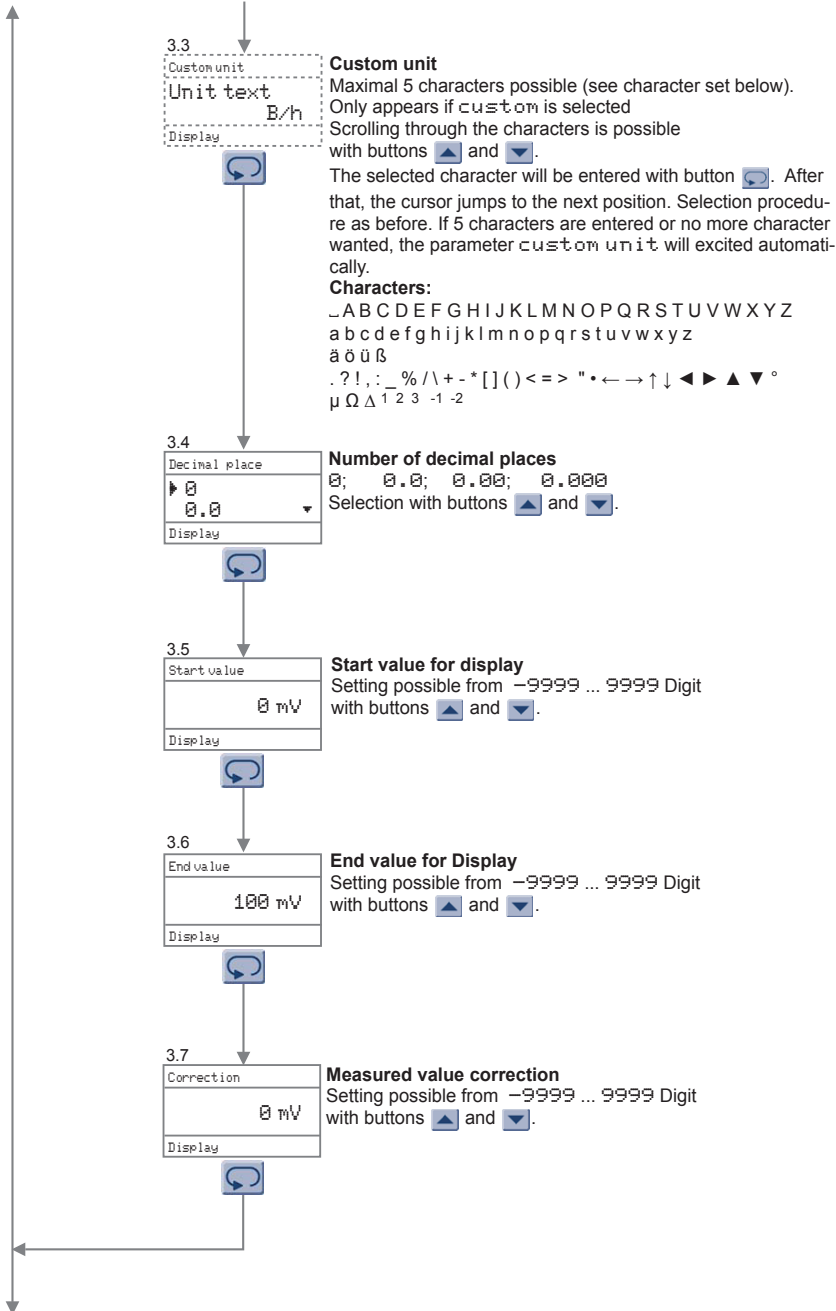 3.3
Custom unit
Unit text
B/h
Display
Custom unit
Maximal 5 characters possible (see character set below).
Only appears if custom is selected
Scrolling through the characters is possible
with buttons ▲ and ▼.
The selected character will be entered with button . After
that, the cursor jumps to the next position. Selection procedu-
re as before. If 5 characters are entered or no more character
wanted, the parameter custom unit will excited automati-
cally.
Characters:
⎵ A B C D E F G H I J K L M N O P Q R S T U V W X Y Z
a b c d e f g h i j k l m n o p q r s t u v w x y z
ä ö ü ß
. ? ! , : _ % / \ + - * [ ] ( ) < = > " • ← → ↑ ↓ ◄ ► ▲ ▼ °
µ Ω Δ 1 2 3 -1 -2
3.4
Decimal place
0
0.0
Display
Number of decimal places
0; 0.0; 0.00; 0.000
Selection with buttons ▲ and ▼.
3.5
Start value
0 mV
Display
Start value for display
Setting possible from -9999 ... 9999 Digit
with buttons ▲ and ▼.
3.6
End value
100 mV
Display
End value for Display
Setting possible from -9999 ... 9999 Digit
with buttons ▲ and ▼.
3.7
Correction
0 mV
Display
Measured value correction
Setting possible from -9999 ... 9999 Digit
with buttons ▲ and ▼.